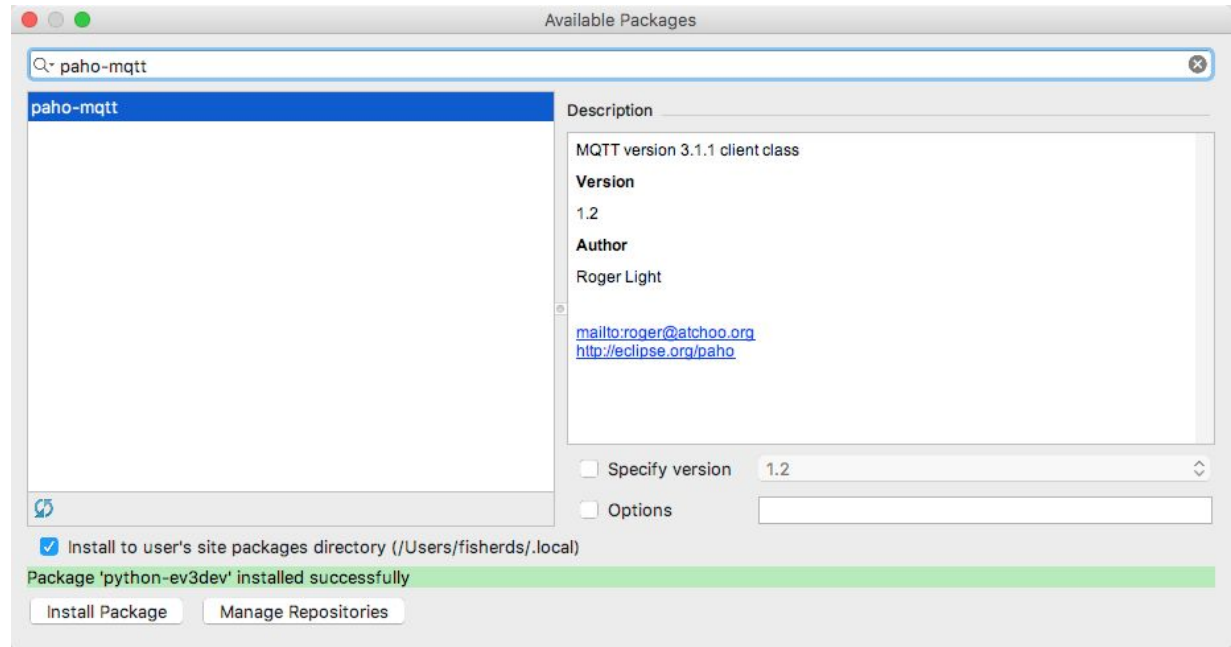 Available Packages
paho-mqtt
paho-mqtt
Description
MQTT version 3.1.1 client class
Version
1.2
Author
Roger Light
mailto:roger@atchoo.org
http://eclipse.org/paho
Specify version 1.2
Options
Install to user's site packages directory (/Users/fisherds/.local)
Package 'python-ev3dev' installed successfully
Install Package Manage Repositories